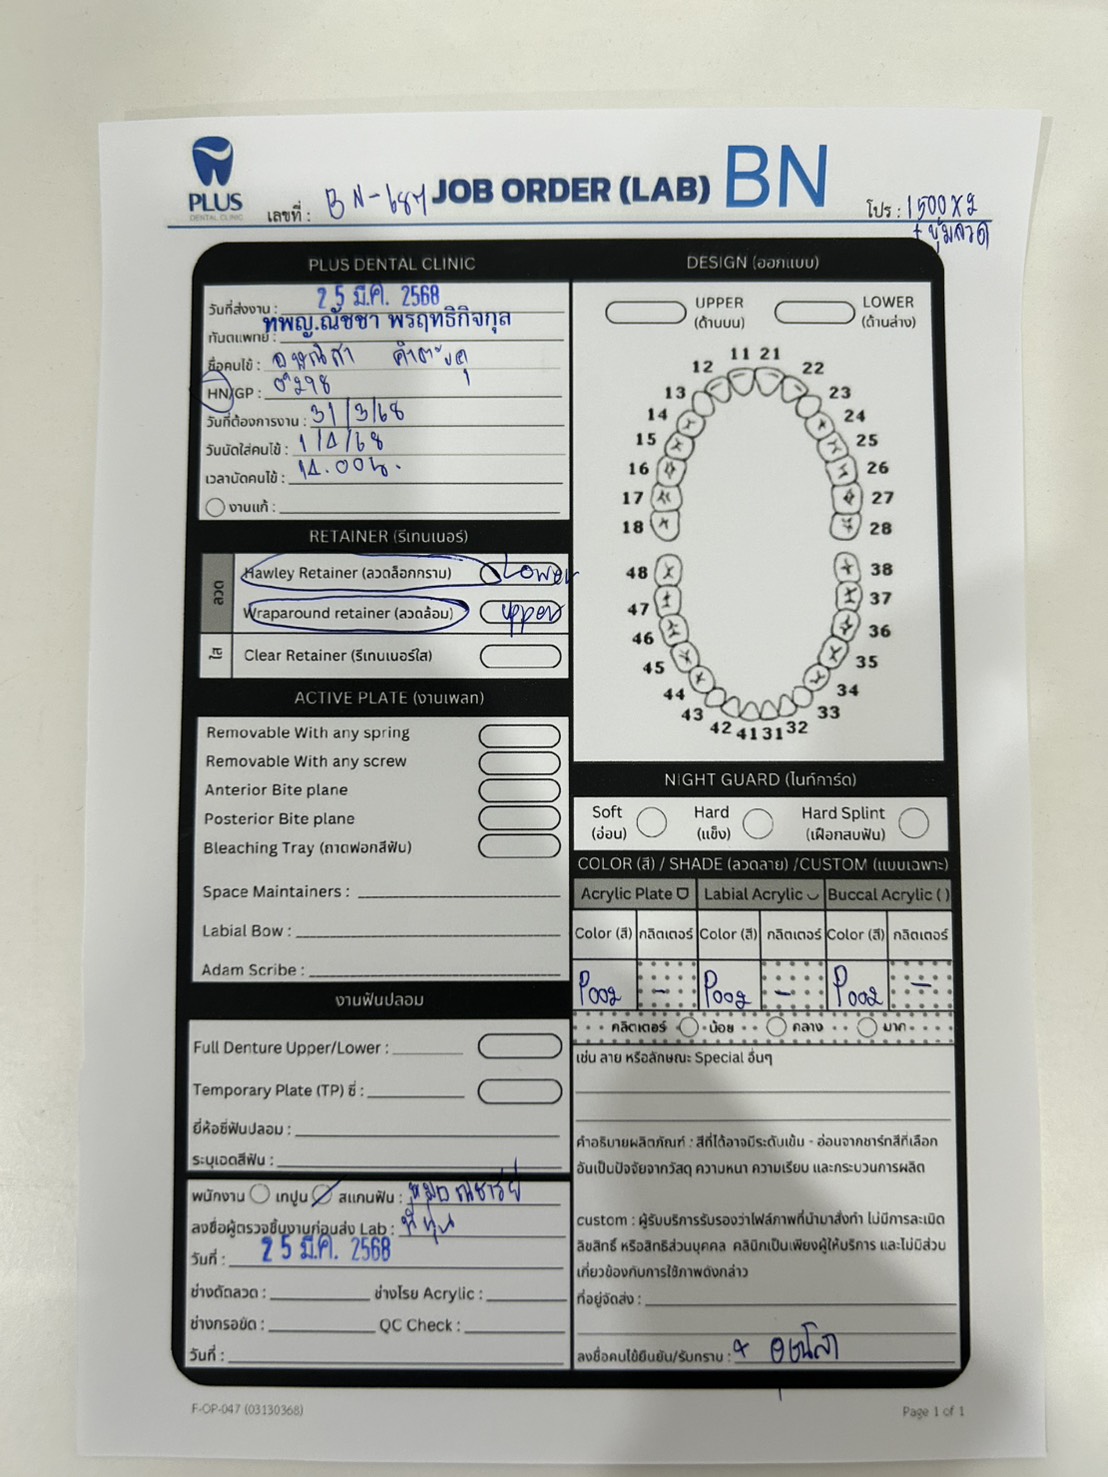 PLUS
DENTAL CLINIC
เลขที่ : BN-687 JOB ORDER (LAB) BN
โปร : 1500 x 2
+ หุ้มลวด
PLUS DENTAL CLINIC
วันที่ส่งงาน : 25 มี.ค. 2568
ทันตแพทย์ : ทพญ.ณัชชา พรฤทธิกิจกุล
ชื่อคนไข้ :
HN/GP : 0298
วันที่ต้องการงาน : 31/3/68
วันนัดใส่คนไข้ : 1/4/68
เวลานัดคนไข้ : 14.00น.
งานแก้ :
RETAINER (รีเทนเนอร์)
ลวด
Hawley Retainer (ลวดล็อกกราม) Lower
Wraparound retainer (ลวดล้อม) upper
ใส
Clear Retainer (รีเทนเนอร์ใส)
ACTIVE PLATE (งานเพลท)
Removable With any spring
Removable With any screw
Anterior Bite plane
Posterior Bite plane
Bleaching Tray (ถาดฟอกสีฟัน)
Space Maintainers :
Labial Bow :
Adam Scribe :
งานฟันปลอม
Full Denture Upper/Lower :
Temporary Plate (TP) ซี่ :
ยี่ห้อซี่ฟันปลอม :
ระบุเฉดสีฟัน :
พนักงาน เทปูน สแกนฟัน :
ลงชื่อผู้ตรวจชิ้นงานก่อนส่ง Lab :
วันที่ : 25 มี.ค. 2568
ช่างดัดลวด : ช่างโรย Acrylic :
ช่างกรอขัด : QC Check :
วันที่ :
DESIGN (ออกแบบ)
UPPER
(ด้านบน)
LOWER
(ด้านล่าง)
11 21
12 22
13 23
14 24
15 25
16 26
17 27
18 28
48 38
47 37
46 36
45 35
44 34
43 33
42 41 31 32
NIGHT GUARD (ไนท์การ์ด)
Soft
(อ่อน)
Hard
(แข็ง)
Hard Splint
(เฝือกสบฟัน)
COLOR (สี) / SHADE (ลวดลาย) /CUSTOM (แบบเฉพาะ)
Acrylic Plate Labial Acrylic Buccal Acrylic ( )
Color (สี) กลิตเตอร์ Color (สี) กลิตเตอร์ Color (สี) กลิตเตอร์
P002 - P002 - P002 -
กลิตเตอร์ น้อย กลาง มาก
เช่น ลาย หรือลักษณะ Special อื่นๆ
คำอธิบายผลิตภัณฑ์ : สีที่ได้อาจมีระดับเข้ม - อ่อนจากชาร์ทสีที่เลือก
อันเป็นปัจจัยจากวัสดุ ความหนา ความเรียบ และกระบวนการผลิต
custom : ผู้รับบริการรับรองว่าไฟล์ภาพที่นำมาสั่งทำ ไม่มีการละเมิด
ลิขสิทธิ์ หรือสิทธิส่วนบุคคล คลินิกเป็นเพียงผู้ให้บริการ และไม่มีส่วน
เกี่ยวข้องกับการใช้ภาพดังกล่าว
ที่อยู่จัดส่ง :
ลงชื่อคนไข้ยืนยัน/รับทราบ :
F-OP-047 (03130368)
Page 1 of 1